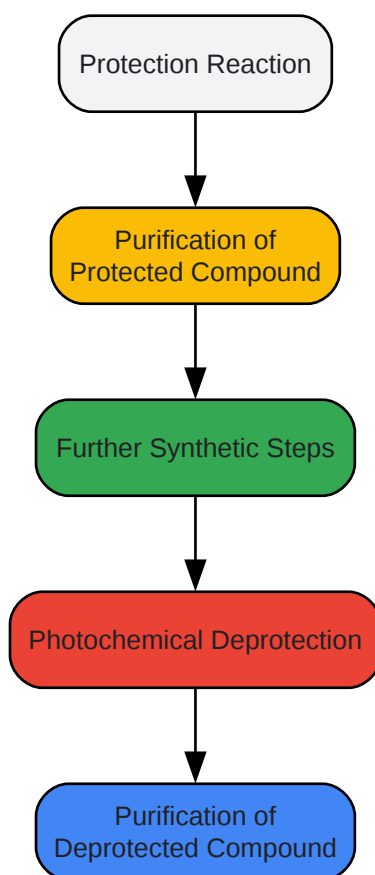 Protection Reaction
Purification of
Protected Compound
Further Synthetic Steps
Photochemical Deprotection
Purification of
Deprotected Compound